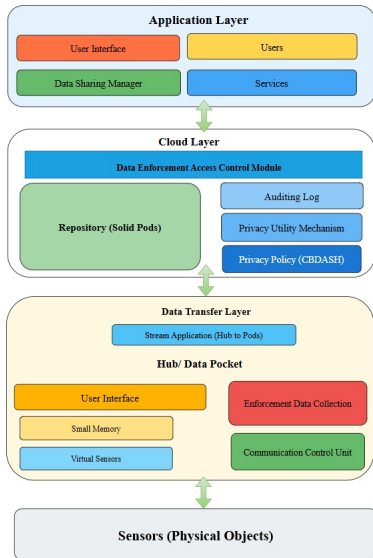 Application Layer
User Interface
Users
Data Sharing Manager
Services
Cloud Layer
Data Enforcement Access Control Module
Repository (Solid Pods)
Auditing Log
Privacy Utility Mechanism
Privacy Policy (CBDASH)
Data Transfer Layer
Stream Application (Hub to Pods)
Hub/ Data Pocket
User Interface
Enforcement Data Collection
Small Memory
Virtual Sensors
Communication Control Unit
Sensors (Physical Objects)